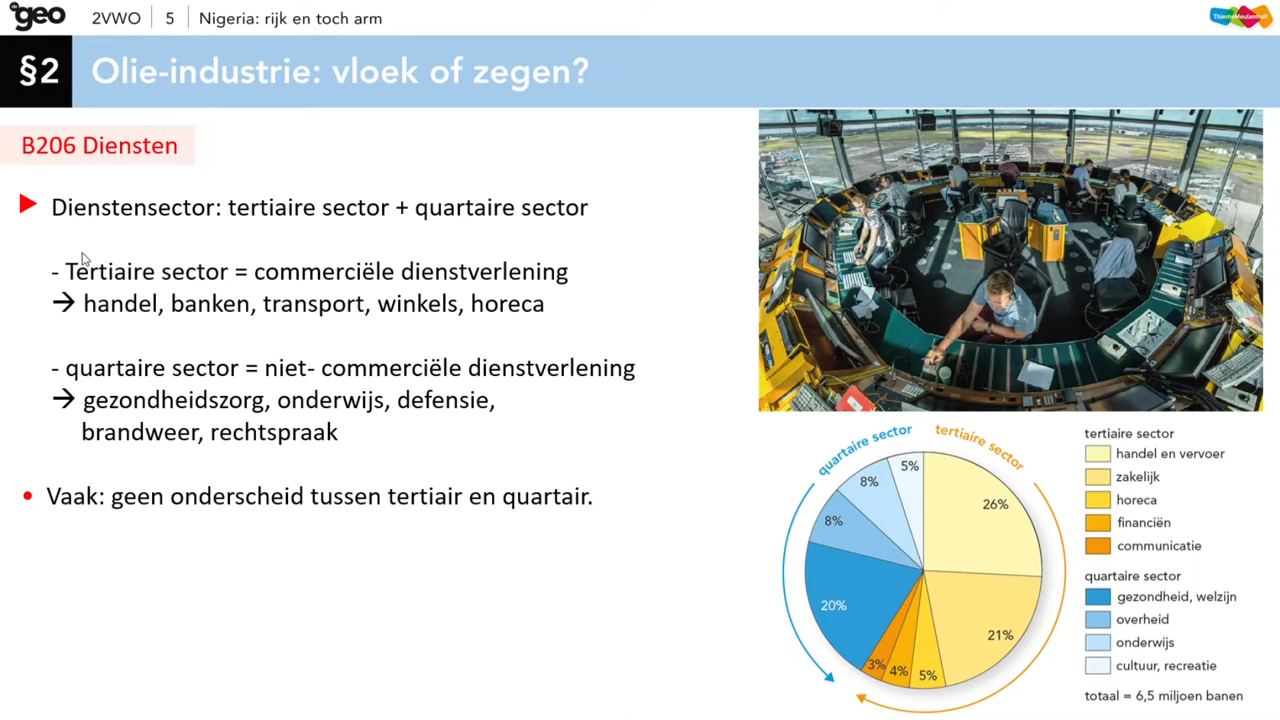 geo
2VWO
5
Nigeria: rijk en toch arm
ThiemeMeulenhoff
§2
Olie-industrie: vloek of zegen?
B206 Diensten
Dienstensector: tertiaire sector + quartaire sector
- Tertiaire sector = commerciële dienstverlening
→ handel, banken, transport, winkels, horeca
- quartaire sector = niet- commerciële dienstverlening
→ gezondheidszorg, onderwijs, defensie,
brandweer, rechtspraak
• Vaak: geen onderscheid tussen tertiair en quartair.
quartaire sector
tertiaire sector
5%
8%
8%
20%
3%
4%
5%
21%
26%
tertiaire sector
handel en vervoer
zakelijk
horeca
financiën
communicatie
quartaire sector
gezondheid, welzijn
overheid
onderwijs
cultuur, recreatie
totaal = 6,5 miljoen banen